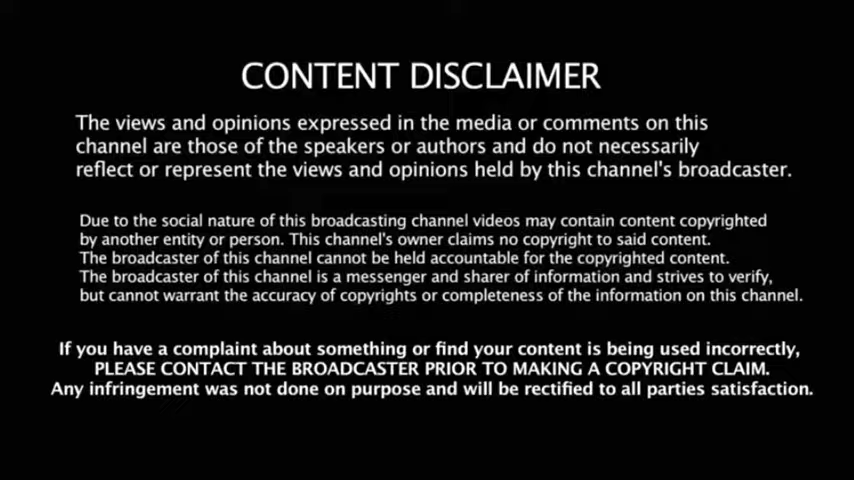 CONTENT DISCLAIMER
The views and opinions expressed in the media or comments on this
channel are those of the speakers or authors and do not necessarily
reflect or represent the views and opinions held by this channel's broadcaster.
Due to the social nature of this broadcasting channel videos may contain content copyrighted
by another entity or person. This channel's owner claims no copyright to said content.
The broadcaster of this channel cannot be held accountable for the copyrighted content.
The broadcaster of this channel is a messenger and sharer of information and strives to verify,
but cannot warrant the accuracy of copyrights or completeness of the information on this channel.
If you have a complaint about something or find your content is being used incorrectly,
PLEASE CONTACT THE BROADCASTER PRIOR TO MAKING A COPYRIGHT CLAIM.
Any infringement was not done on purpose and will be rectified to all parties satisfaction.